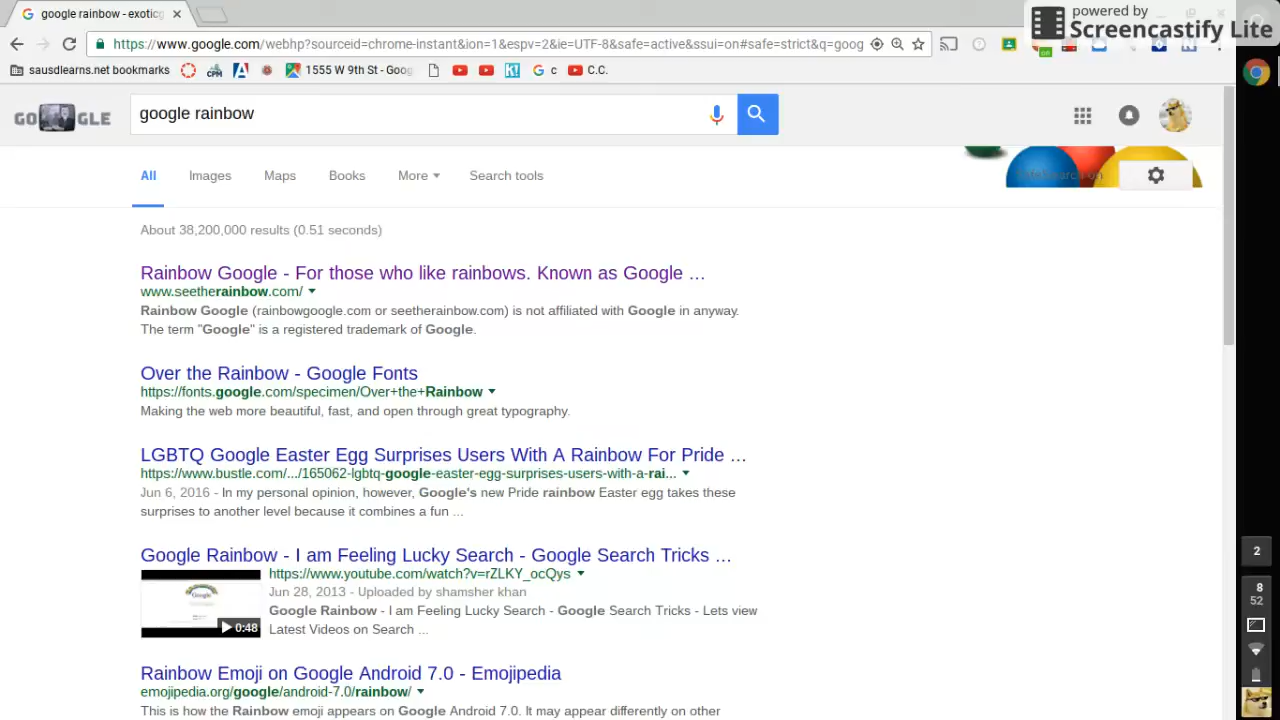 google rainbow - exotic
powered by
Screencastify Lite
https://www.google.com/webhp?sourceid=chrome-instant&ion=1&espv=2&ie=UTF-8&safe=active&ssui=on#safe=strict&q=goog
sausdlearns.net bookmarks
CPM
1555 W 9th St - Goog
G c
C.C.
GO GLE
google rainbow
All Images Maps Books More Search tools
About 38,200,000 results (0.51 seconds)
Rainbow Google - For those who like rainbows. Known as Google ...
www.seetherainbow.com/
Rainbow Google (rainbowgoogle.com or seetherainbow.com) is not affiliated with Google in anyway.
The term "Google" is a registered trademark of Google.
Over the Rainbow - Google Fonts
https://fonts.google.com/specimen/Over+the+Rainbow
Making the web more beautiful, fast, and open through great typography.
LGBTQ Google Easter Egg Surprises Users With A Rainbow For Pride ...
https://www.bustle.com/.../165062-lgbtq-google-easter-egg-surprises-users-with-a-rai...
Jun 6, 2016 - In my personal opinion, however, Google's new Pride rainbow Easter egg takes these
surprises to another level because it combines a fun ...
Google Rainbow - I am Feeling Lucky Search - Google Search Tricks ...
https://www.youtube.com/watch?v=rZLKY_ocQys
Jun 28, 2013 - Uploaded by shamsher khan
Google Rainbow - I am Feeling Lucky Search - Google Search Tricks - Lets view
Latest Videos on Search ...
Google
0:48
Rainbow Emoji on Google Android 7.0 - Emojipedia
emojipedia.org/google/android-7.0/rainbow/
This is how the Rainbow emoji appears on Google Android 7.0. It may appear differently on other
2
8
52